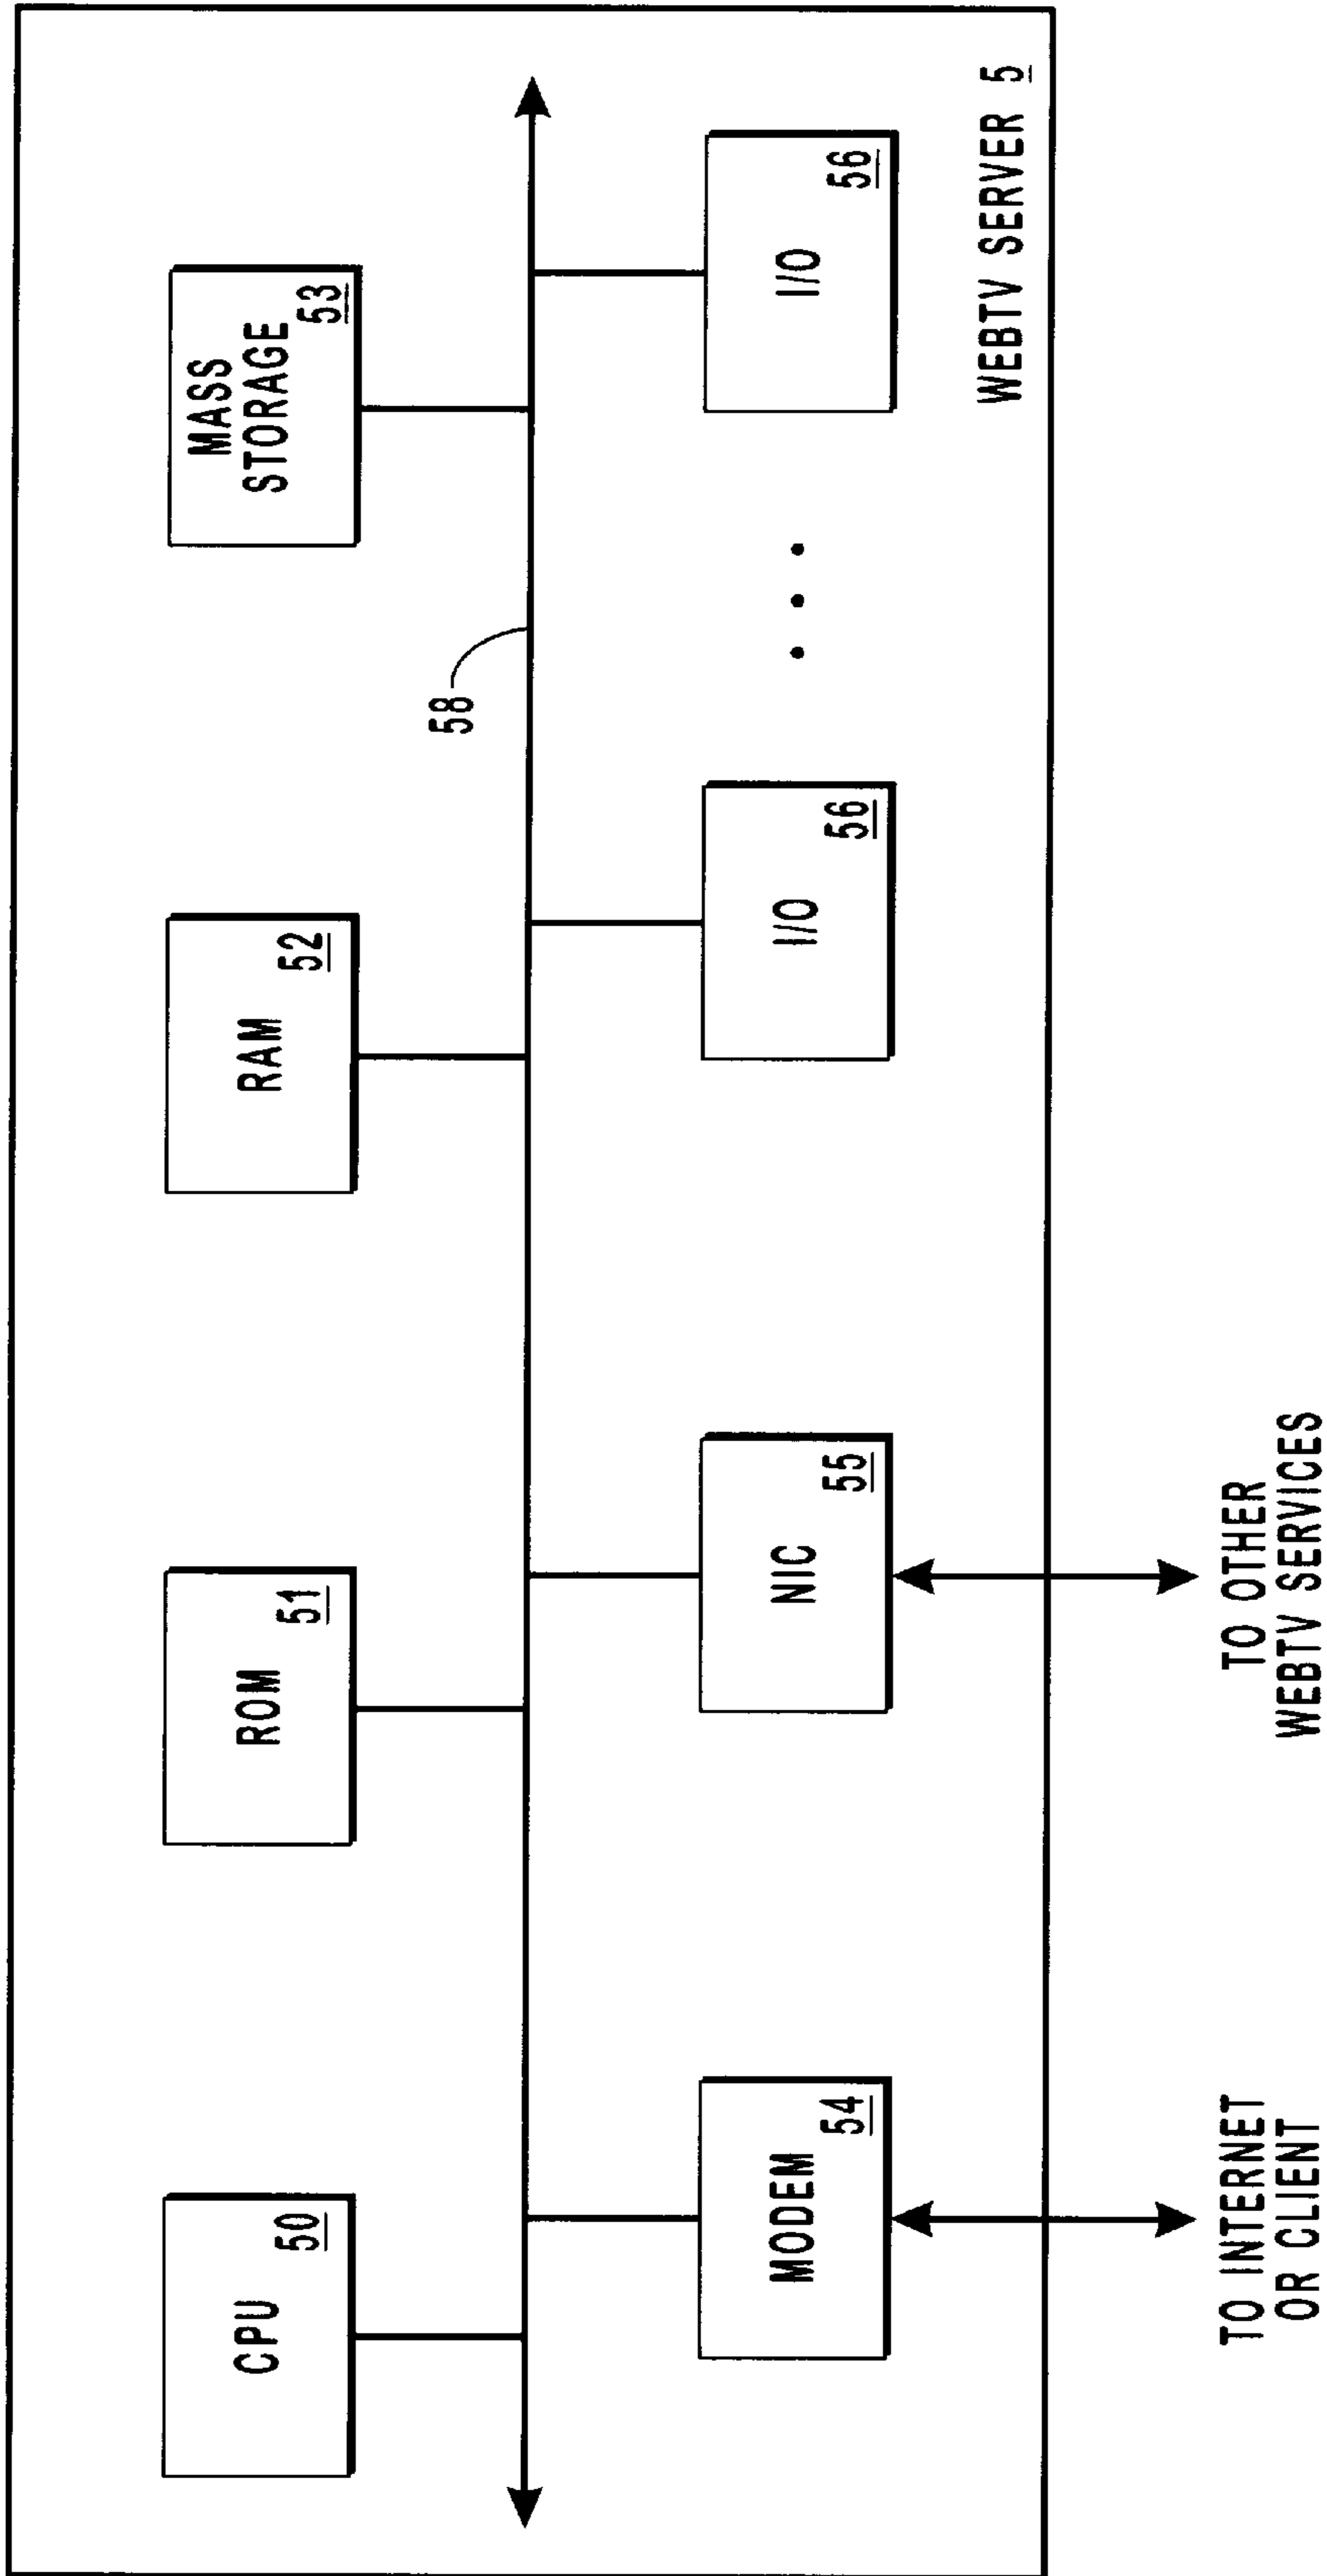 CPU
50
ROM
51
RAM
52
MASS
STORAGE
53
58
MODEM
54
NIC
55
I/O
56
I/O
56
WEBTV SERVER 5
TO INTERNET
OR CLIENT
TO OTHER
WEBTV SERVICES